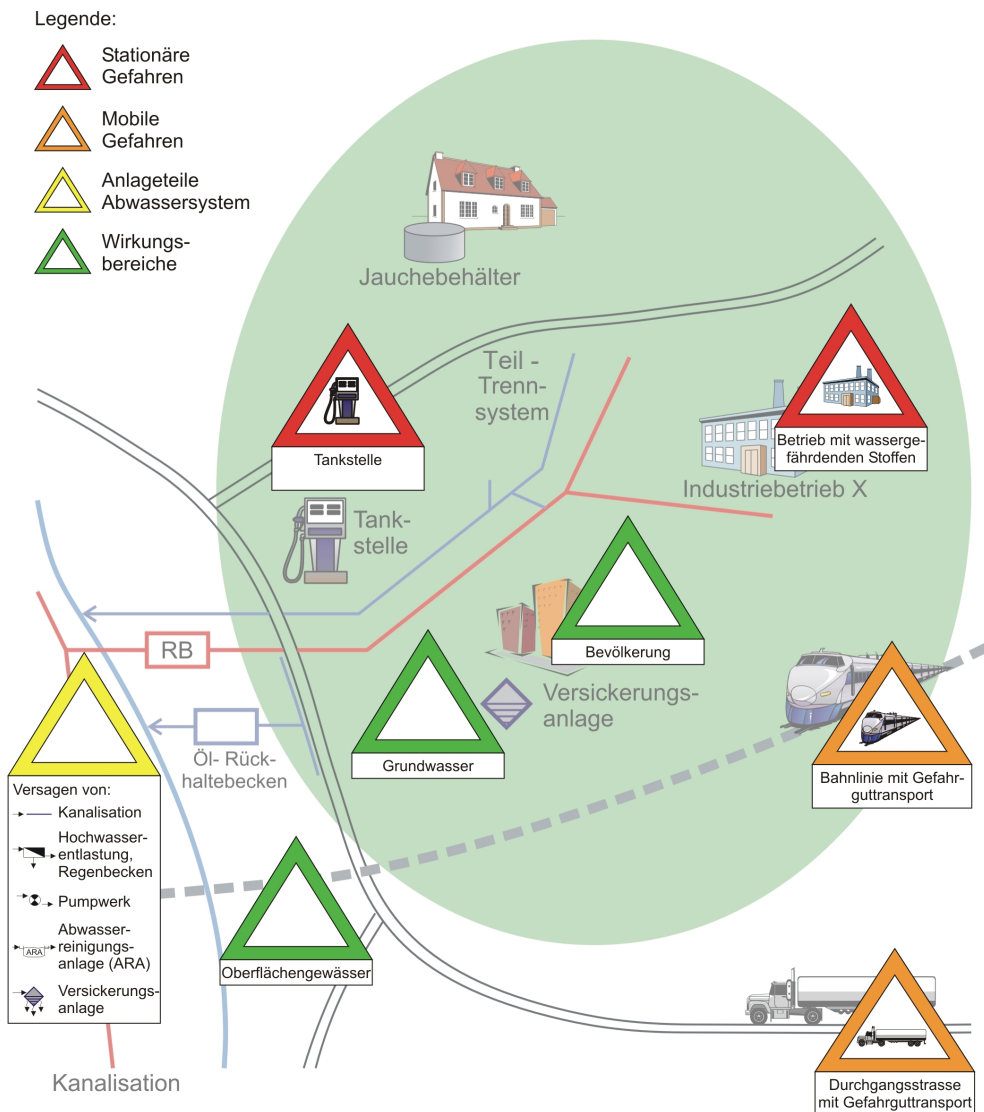 Legende:
Stationäre
Gefahren
Mobile
Gefahren
Anlageteile
Abwassersystem
Wirkungs-
bereiche
Jauchebehälter
Teil -
Trenn-
system
Tankstelle
Betrieb mit wasserge-
fährdenden Stoffen
Industriebetrieb X
Tank-
stelle
RB
Bevölkerung
Versickerungs-
anlage
Grundwasser
Öl- Rück-
haltebecken
Bahnlinie mit Gefahr-
guttransport
Versagen von:
Kanalisation
Hochwasser-
entlastung,
Regenbecken
Pumpwerk
Abwasser-
reinigungs-
anlage (ARA)
ARA
Versickerungs-
anlage
Oberflächengewässer
Kanalisation
Durchgangsstrasse
mit Gefahrguttransport